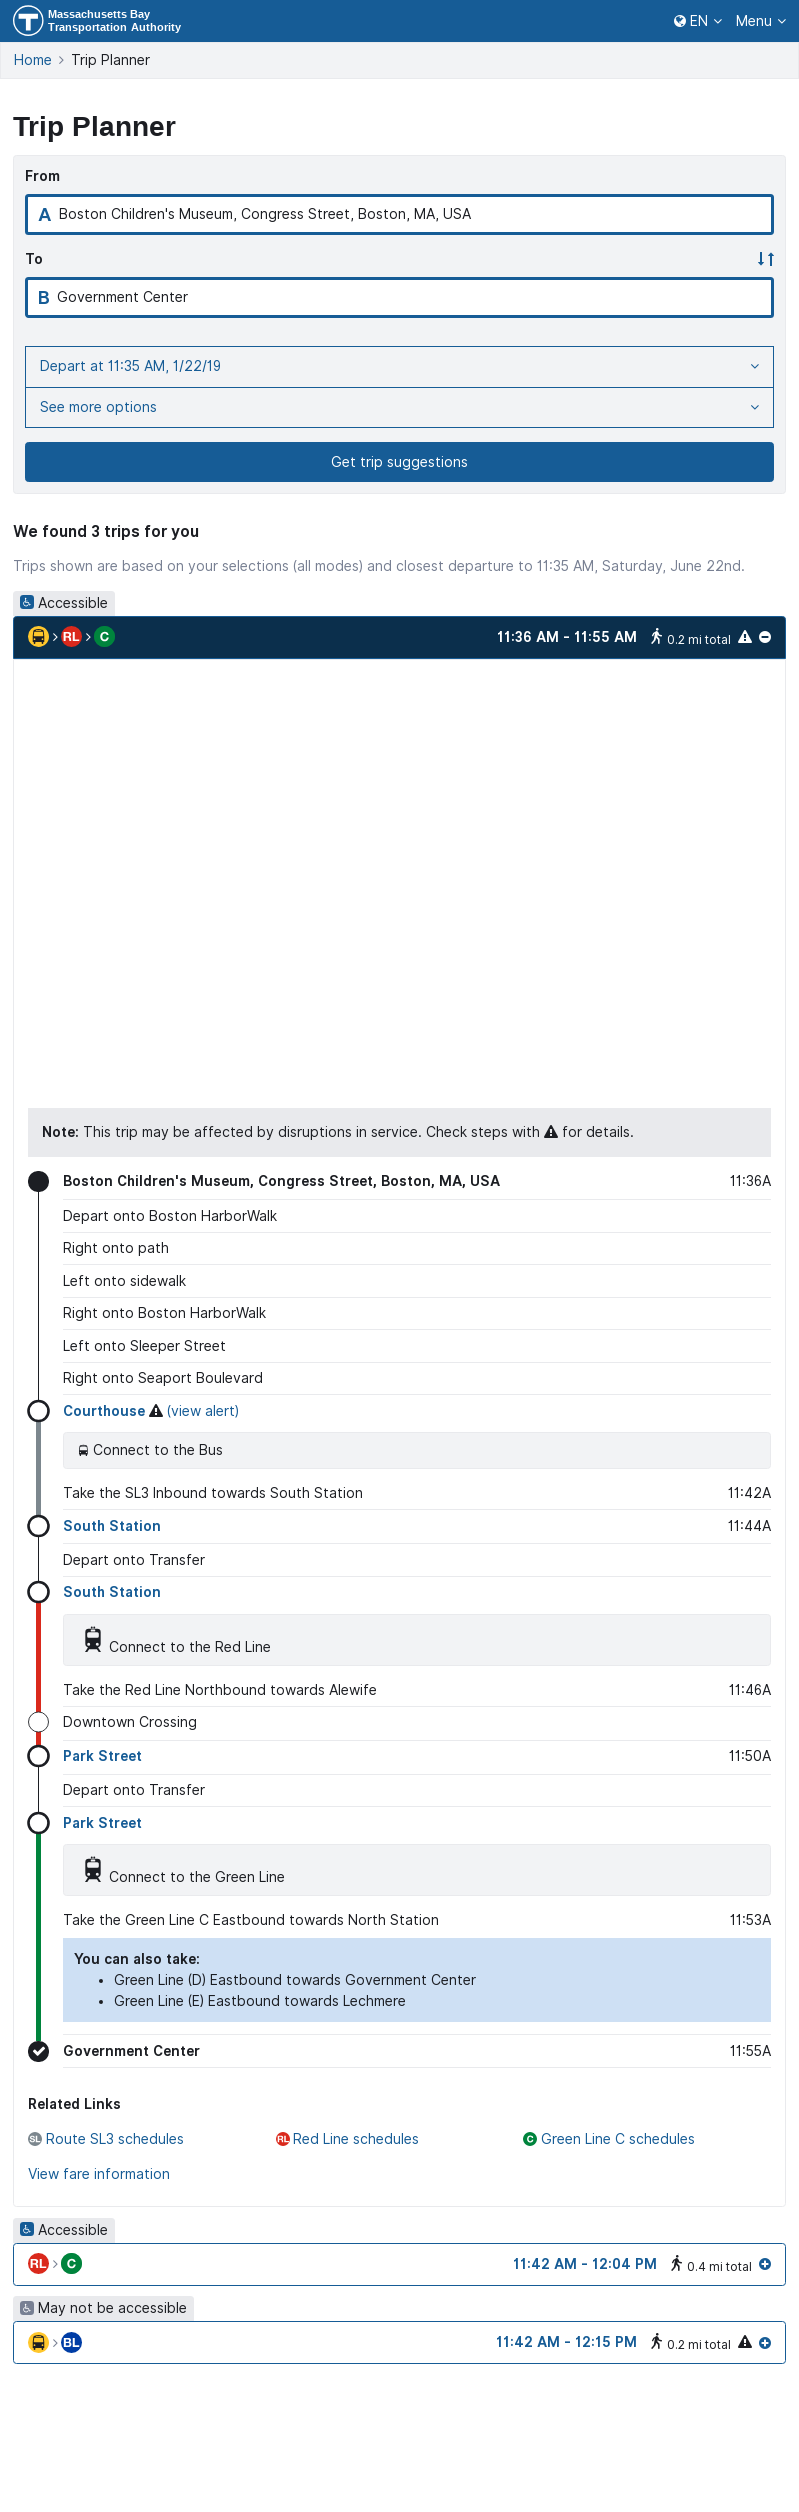 Massachusetts Bay
Transportation Authority
EN Menu
Home Trip Planner
Trip Planner
From
A Boston Children's Museum, Congress Street, Boston, MA, USA
To
B Government Center
Depart at 11:35 AM, 1/22/19
See more options
Get trip suggestions
We found 3 trips for you
Trips shown are based on your selections (all modes) and closest departure to 11:35 AM, Saturday, June 22nd.
Accessible
RL C 11:36 AM - 11:55 AM 0.2 mi total
Note: This trip may be affected by disruptions in service. Check steps with for details.
Boston Children's Museum, Congress Street, Boston, MA, USA 11:36A
Depart onto Boston HarborWalk
Right onto path
Left onto sidewalk
Right onto Boston HarborWalk
Left onto Sleeper Street
Right onto Seaport Boulevard
Courthouse (view alert)
Connect to the Bus
Take the SL3 Inbound towards South Station 11:42A
South Station 11:44A
Depart onto Transfer
South Station
Connect to the Red Line
Take the Red Line Northbound towards Alewife 11:46A
Downtown Crossing
Park Street 11:50A
Depart onto Transfer
Park Street
Connect to the Green Line
Take the Green Line C Eastbound towards North Station 11:53A
You can also take:
• Green Line (D) Eastbound towards Government Center
• Green Line (E) Eastbound towards Lechmere
Government Center 11:55A
Related Links
SL Route SL3 schedules RL Red Line schedules C Green Line C schedules
View fare information
Accessible
RL C 11:42 AM - 12:04 PM 0.4 mi total
May not be accessible
BL 11:42 AM - 12:15 PM 0.2 mi total